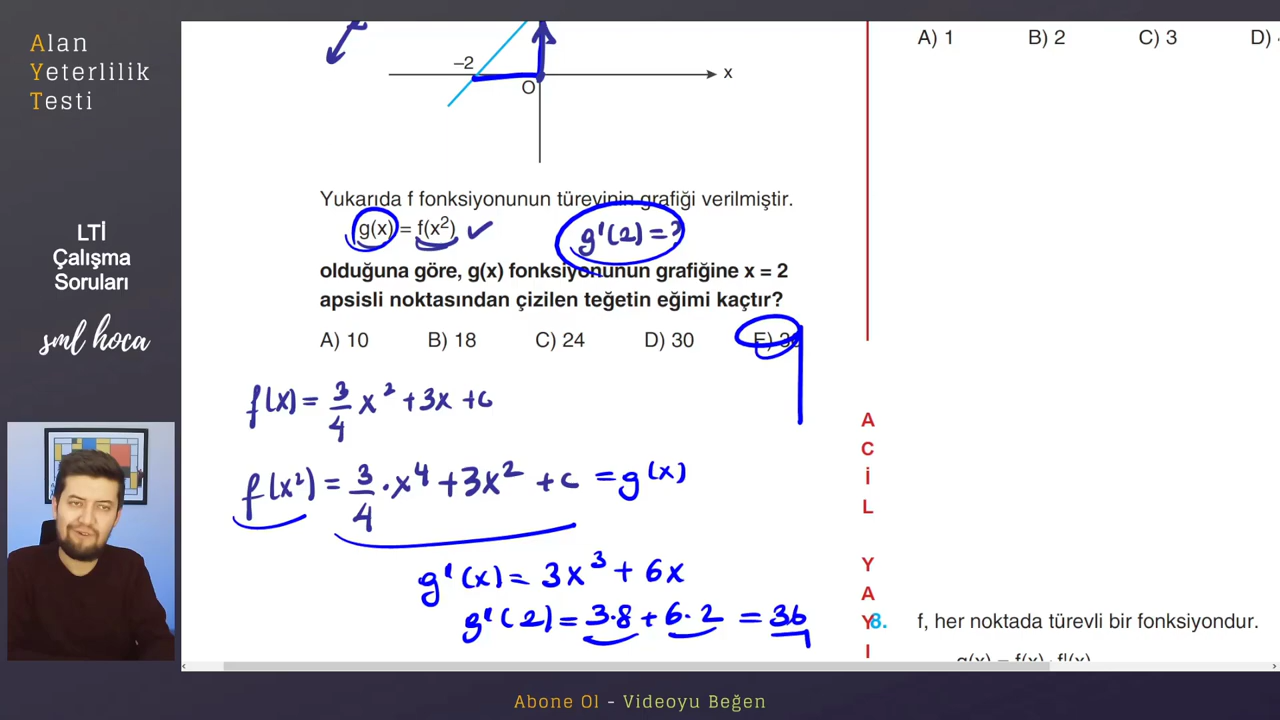 Alan
Yeterlilik
Testi
LTİ
Çalışma
Soruları
sml hoca
–2
O
x
Yukarıda f fonksiyonunun türevinin grafiği verilmiştir.
g(x) = f(x²) ✓ g'(2) = ?
olduğuna göre, g(x) fonksiyonunun grafiğine x = 2
apsisli noktasından çizilen teğetin eğimi kaçtır?
A) 10 B) 18 C) 24 D) 30 E) 36
f(x) = 3/4 x² + 3x + c
f(x²) = 3/4 · x⁴ + 3x² + c = g(x)
g'(x) = 3x³ + 6x
g'(2) = 3·8 + 6·2 = 36
A) 1 B) 2 C) 3 D)
A
C
İ
L
Y
A
Y
I
8. f, her noktada türevli bir fonksiyondur.
Abone Ol - Videoyu Beğen